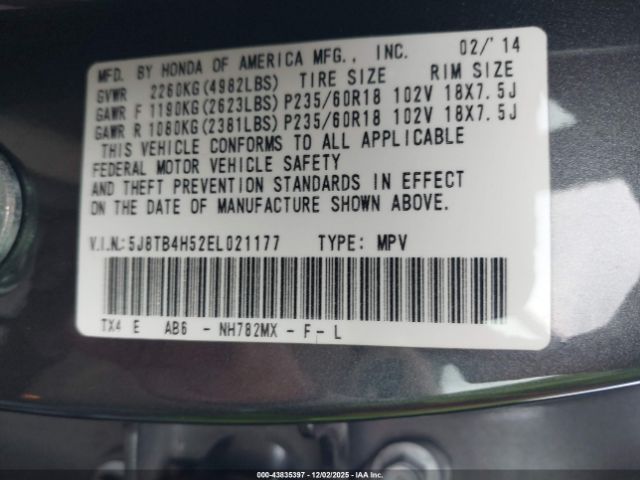 MFD. BY HONDA OF AMERICA MFG., INC. 02/'14
GVWR 2260KG(4982LBS) TIRE SIZE RIM SIZE
GAWR F 1190KG(2623LBS) P235/60R18 102V 18X7.5J
GAWR R 1080KG(2381LBS) P235/60R18 102V 18X7.5J
THIS VEHICLE CONFORMS TO ALL APPLICABLE
FEDERAL MOTOR VEHICLE SAFETY
AND THEFT PREVENTION STANDARDS IN EFFECT
ON THE DATE OF MANUFACTURE SHOWN ABOVE.
V.I.N.: 5J8TB4H52EL021177 TYPE: MPV
TX4 E AB6 - NH782MX - F - L
000-43835397 - 12/02/2025 - IAA Inc.